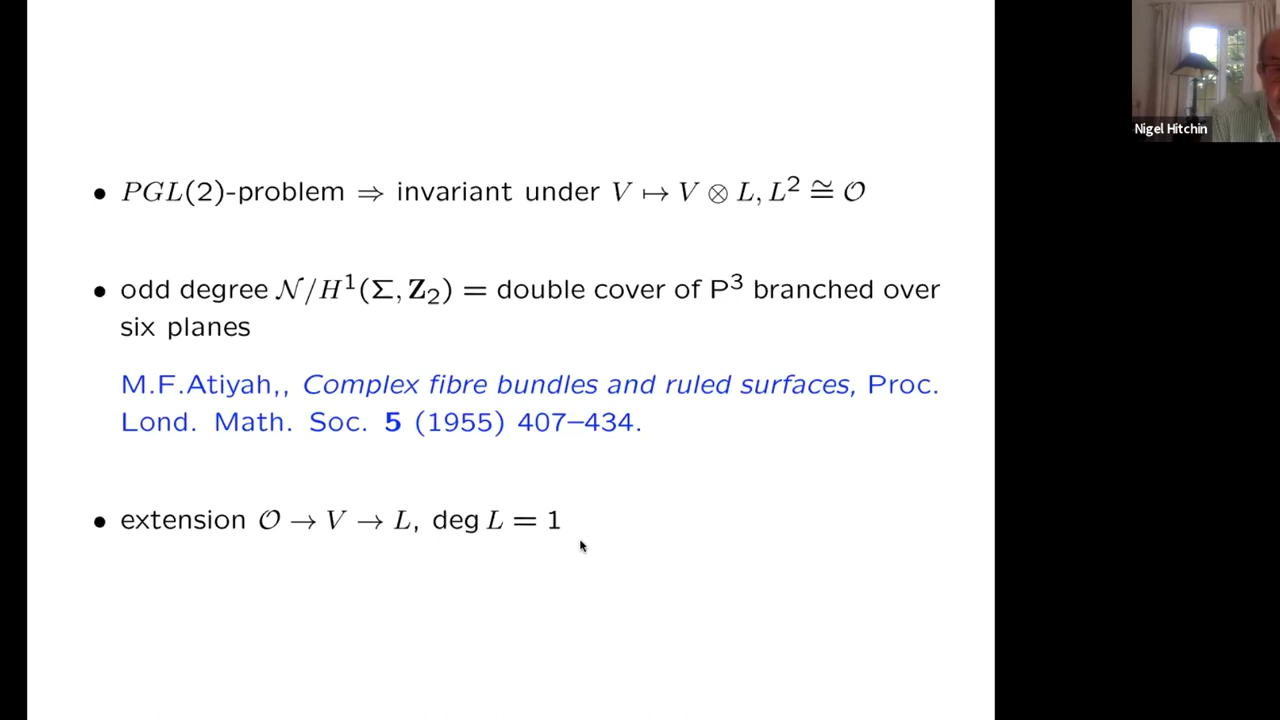 • PGL(2)-problem ⇒ invariant under V ↦ V ⊗ L, L² ≅ 𝒪
• odd degree 𝒩/H¹(Σ, Z₂) = double cover of P³ branched over
six planes
M.F.Atiyah,, Complex fibre bundles and ruled surfaces, Proc.
Lond. Math. Soc. 5 (1955) 407–434.
• extension 𝒪 → V → L, deg L = 1
Nigel Hitchin